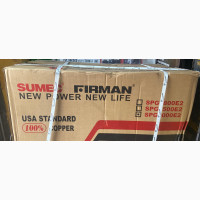 SUMEC FIRMAN
NEW POWER NEW LIFE
USA STANDARD
100% COPPER